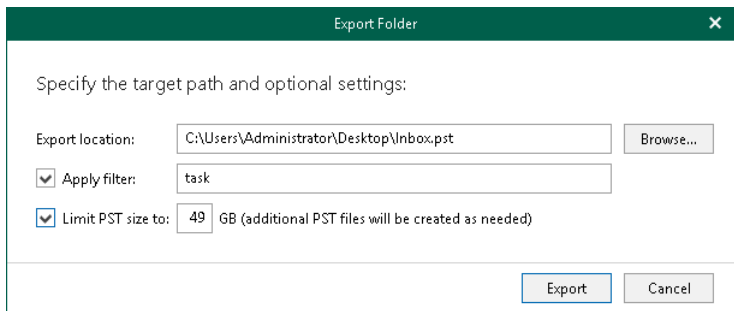 Export Folder
Specify the target path and optional settings:
Export location: C:\Users\Administrator\Desktop\Inbox.pst Browse...
Apply filter: task
Limit PST size to: 49 GB (additional PST files will be created as needed)
Export Cancel